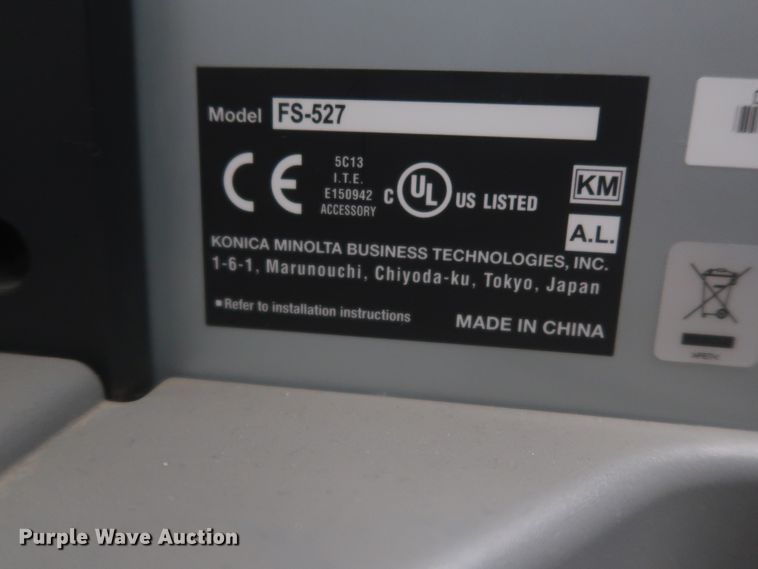 Model FS-527
5C13
I.T.E.
E150942
ACCESSORY
CE
C UL US LISTED
KM
A.L.
KONICA MINOLTA BUSINESS TECHNOLOGIES, INC.
1-6-1, Marunouchi, Chiyoda-ku, Tokyo, Japan
■Refer to installation instructions
MADE IN CHINA
Purple Wave Auction